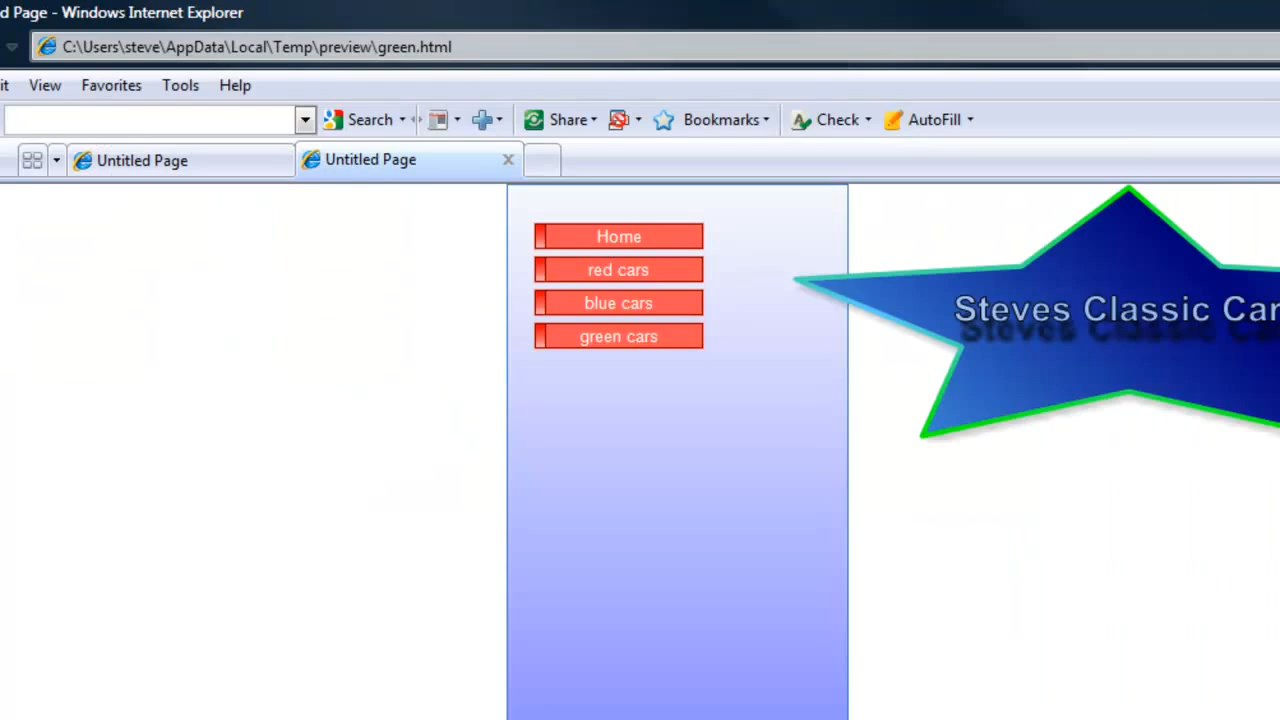 d Page - Windows Internet Explorer
C:\Users\steve\AppData\Local\Temp\preview\green.html
it View Favorites Tools Help
Search Share Bookmarks Check AutoFill
Untitled Page Untitled Page
Home
red cars
blue cars
green cars
Steves Classic Car